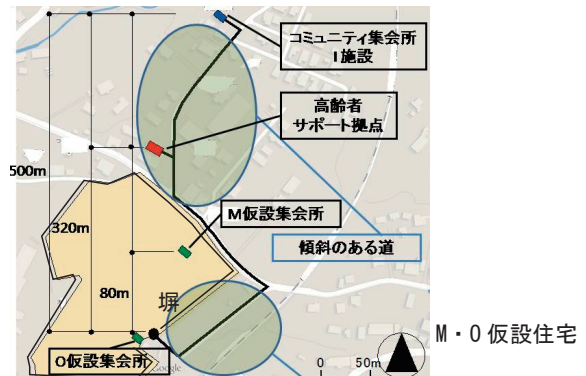 コミュニティ集会所
I施設
高齢者
サポート拠点
500m
M仮設集会所
320m
傾斜のある道
80m
塀
M・O仮設住宅
O仮設集会所
Google
0 50m